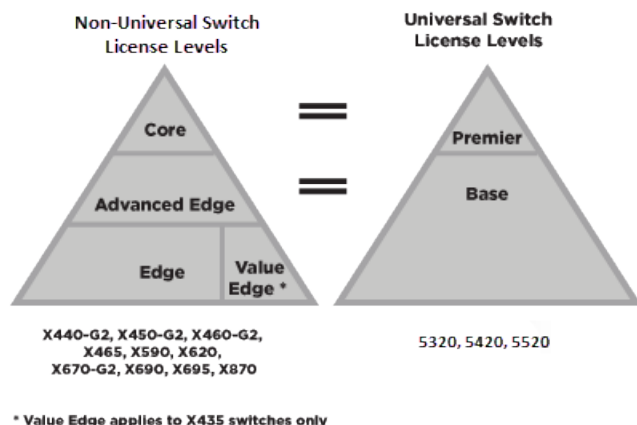 Non-Universal Switch
License Levels
Universal Switch
License Levels
Core
Advanced Edge
Edge
Value
Edge *
=
=
Premier
Base
X440-G2, X450-G2, X460-G2,
X465, X590, X620,
X670-G2, X690, X695, X870
5320, 5420, 5520
* Value Edge applies to X435 switches only